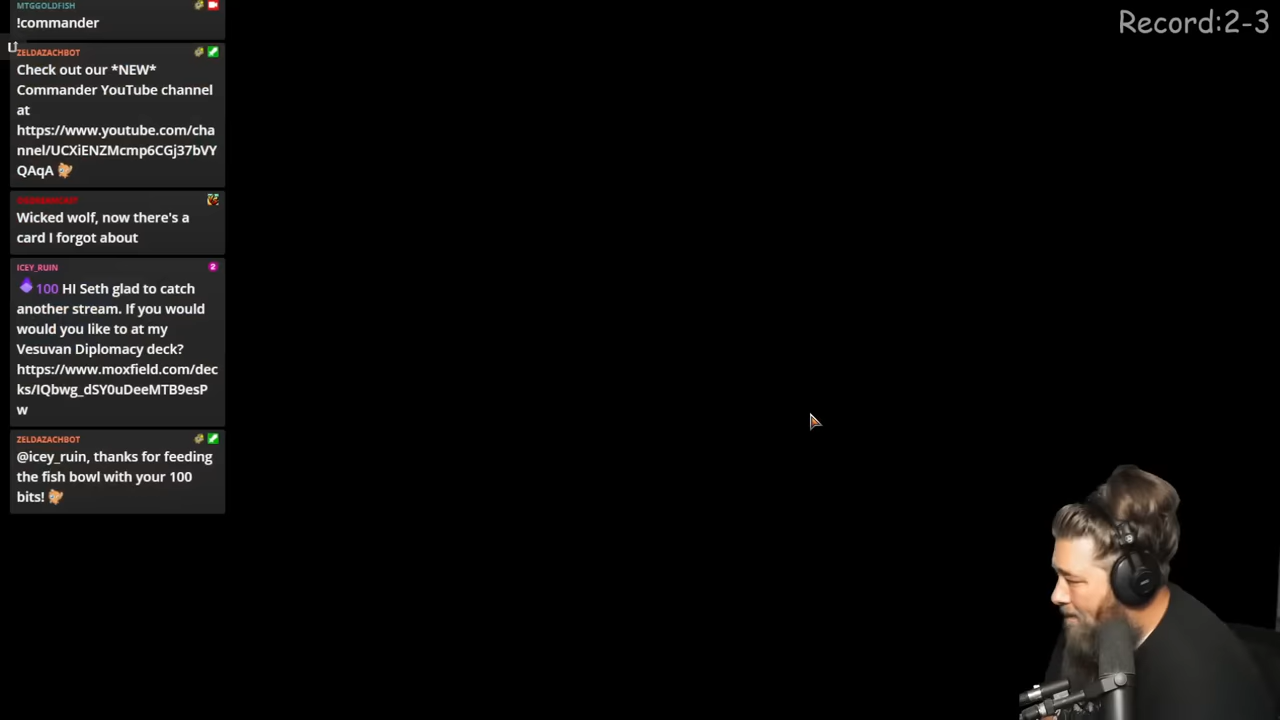 Record:2-3
MTGGOLDFISH
!commander
ZELDAZACHBOT
Check out our *NEW*
Commander YouTube channel
at
https://www.youtube.com/cha
nnel/UCXiENZMcmp6CGj37bVY
QAqA
Wicked wolf, now there's a
card I forgot about
ICEY_RUIN
2
100 HI Seth glad to catch
another stream. If you would
would you like to at my
Vesuvan Diplomacy deck?
https://www.moxfield.com/dec
ks/IQbwg_dSY0uDeeMTB9esP
w
ZELDAZACHBOT
@icey_ruin, thanks for feeding
the fish bowl with your 100
bits!